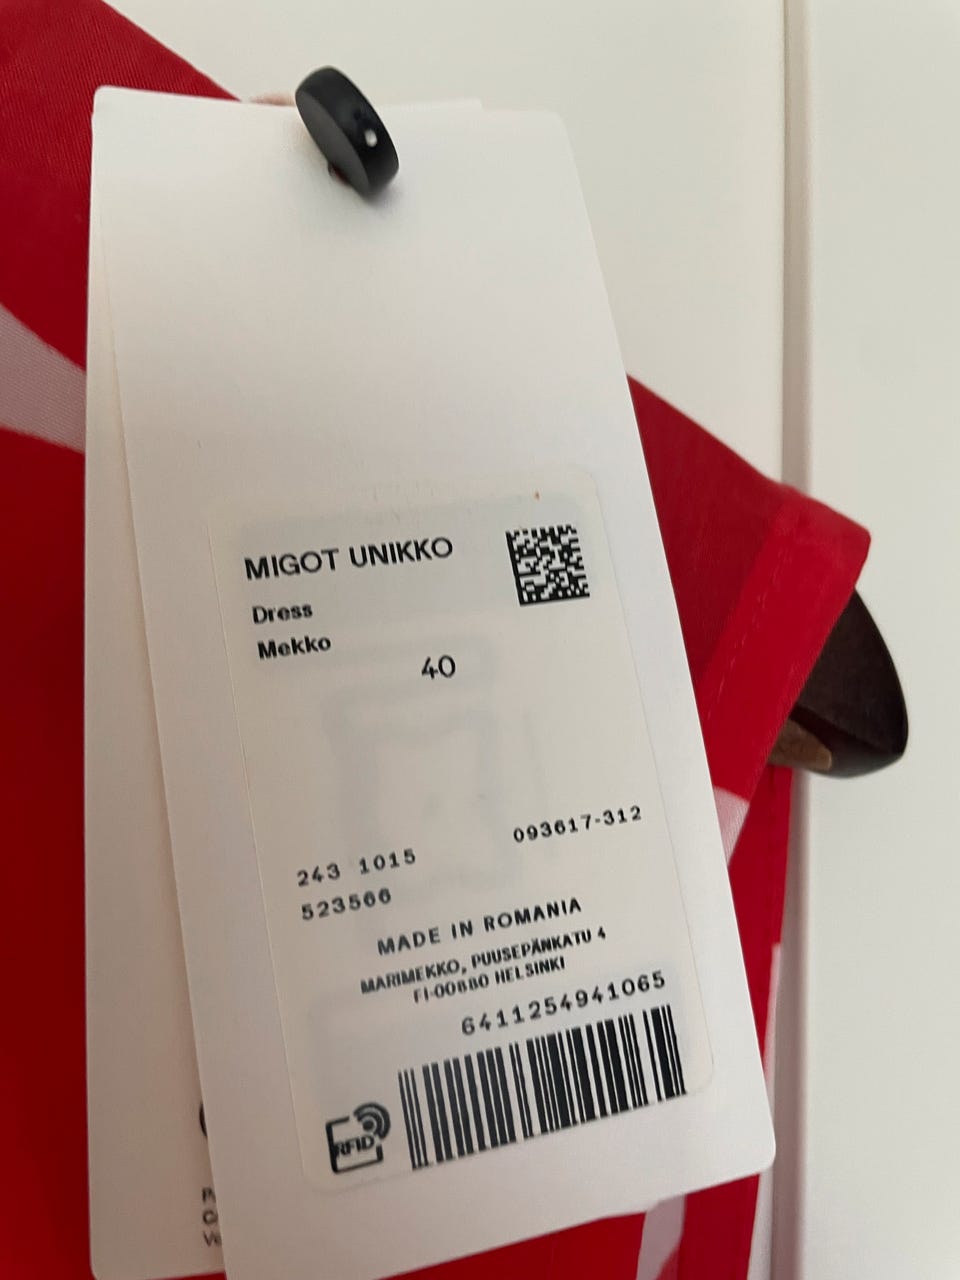 MIGOT UNIKKO
Dress
Mekko
40
093617-312
243 1015
523566
MADE IN ROMANIA
MARIMEKKO, PUUSEPÄNKATU 4
FI-00880 HELSINKI
6411254941065
RFID